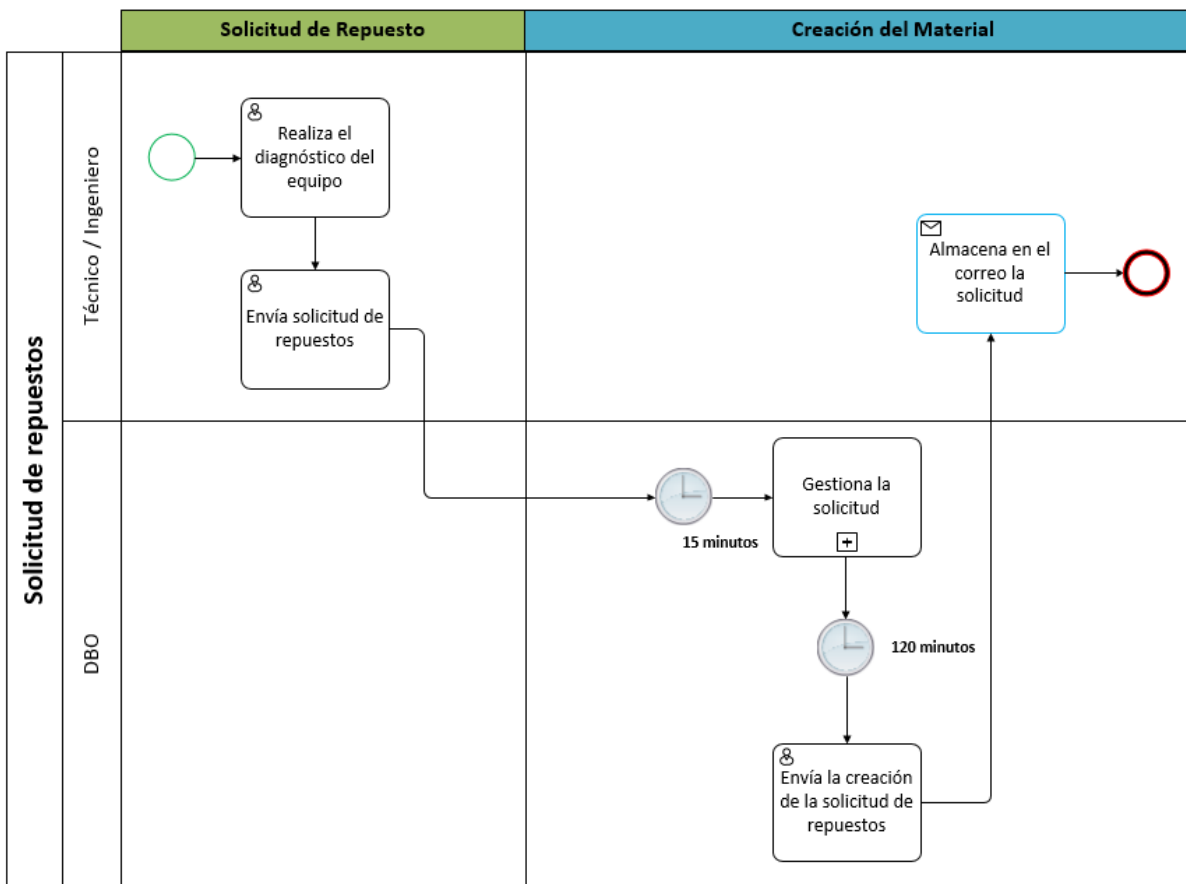 Solicitud de Repuesto
Creación del Material
Solicitud de repuestos
Técnico / Ingeniero
Realiza el
diagnóstico del
equipo
Envía solicitud de
repuestos
Almacena en el
correo la
solicitud
DBO
15 minutos
Gestiona la
solicitud
120 minutos
Envía la creación
de la solicitud de
repuestos